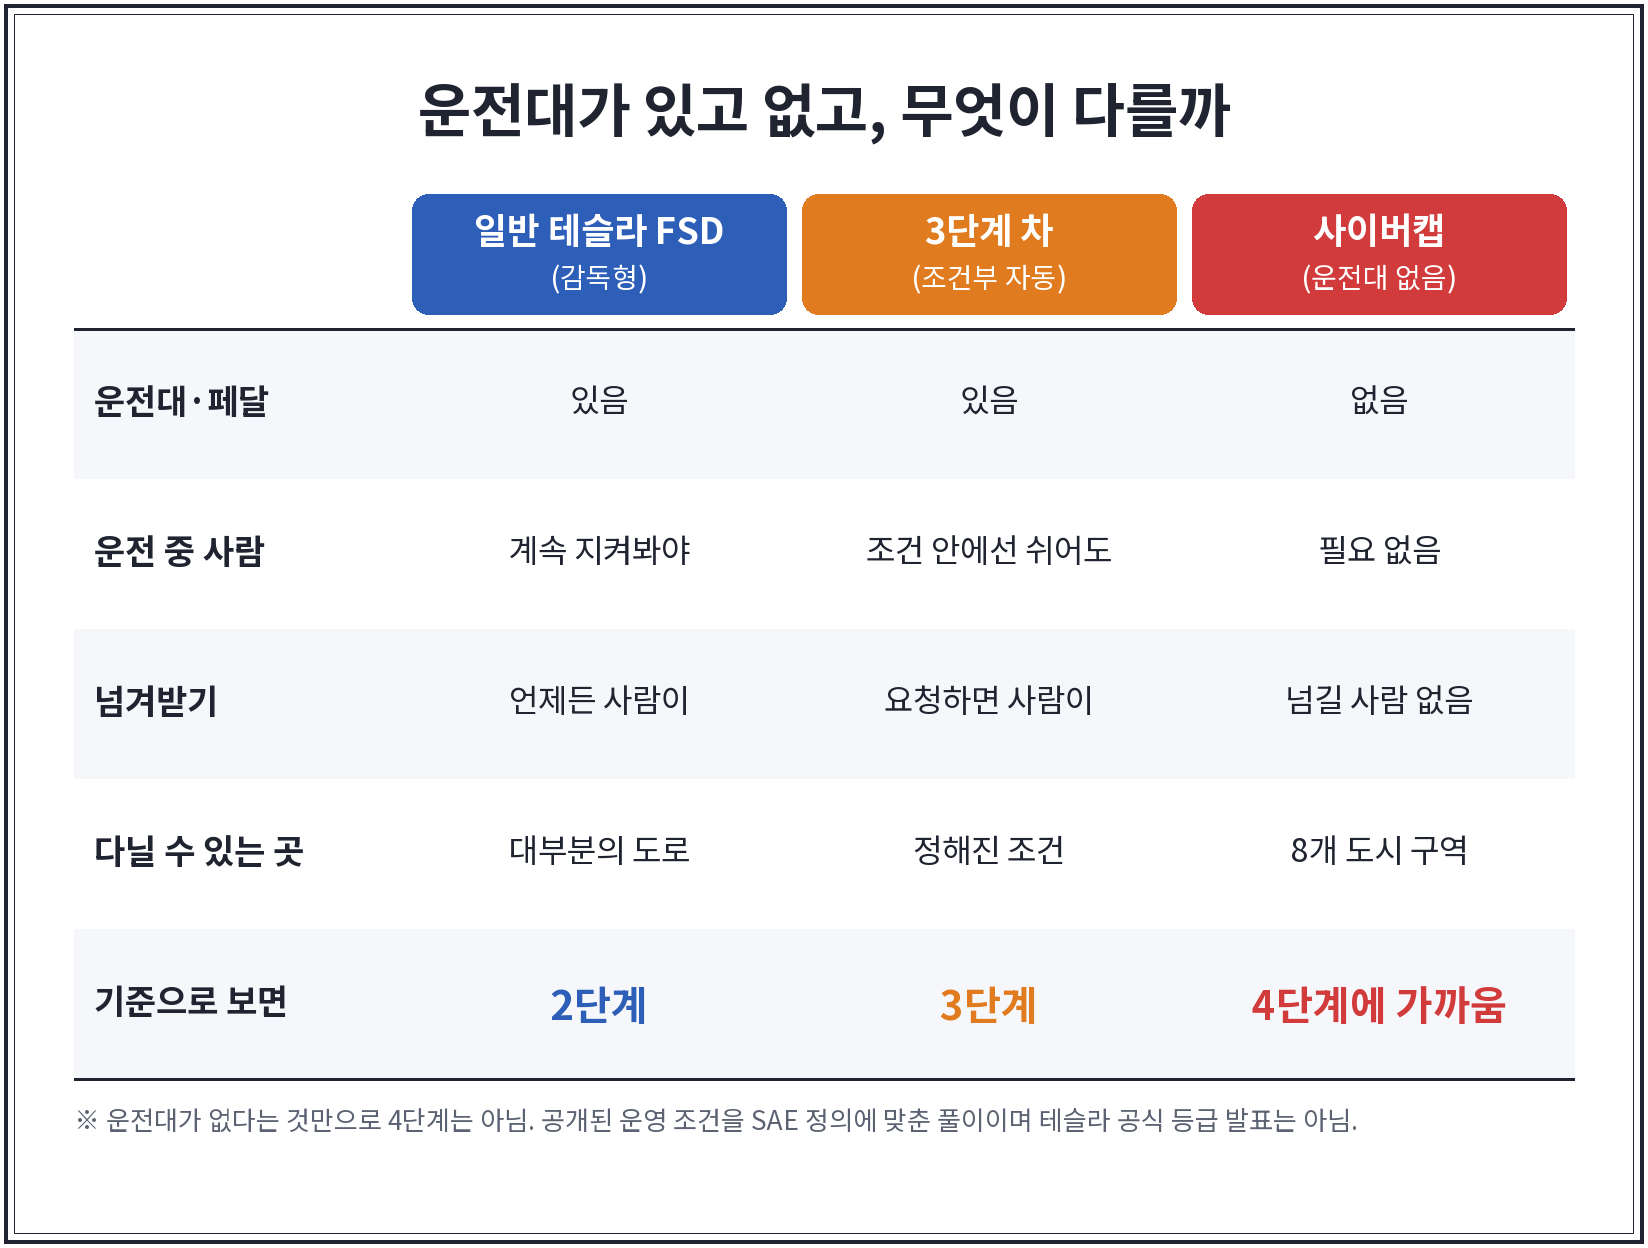 운전대가 있고 없고, 무엇이 다를까
일반 테슬라 FSD
(감독형)
3단계 차
(조건부 자동)
사이버캡
(운전대 없음)
운전대·페달
있음
있음
없음
운전 중 사람
계속 지켜봐야
조건 안에선 쉬어도
필요 없음
넘겨받기
언제든 사람이
요청하면 사람이
넘길 사람 없음
다닐 수 있는 곳
대부분의 도로
정해진 조건
8개 도시 구역
기준으로 보면
2단계
3단계
4단계에 가까움
※ 운전대가 없다는 것만으로 4단계는 아님. 공개된 운영 조건을 SAE 정의에 맞춘 풀이이며 테슬라 공식 등급 발표는 아님.